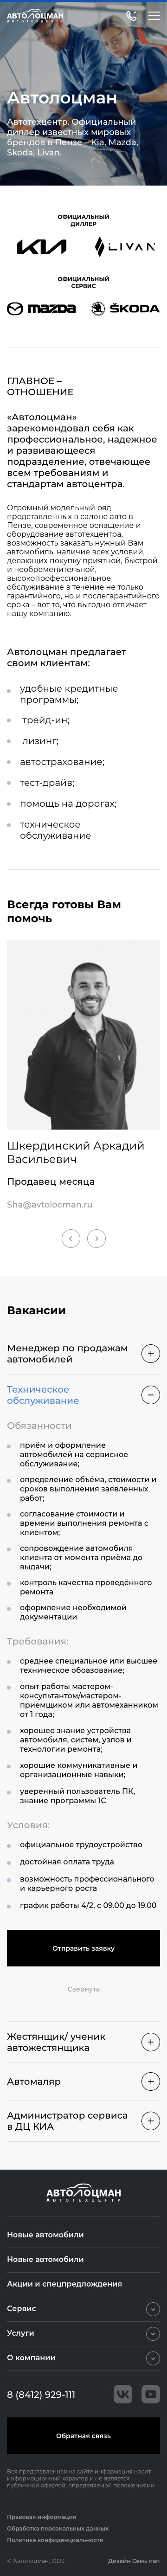 АВТОЛОЦМАН
АВТОТЕХЦЕНТР
Автолоцман
Автотехцентр. Официальный
диллер известных мировых
брендов в Пензе – Kia, Mazda,
Skoda, Livan.
ОФИЦИАЛЬНЫЙ
ДИЛЛЕР
KIA LIVAN
ОФИЦИАЛЬНЫЙ
СЕРВИС
mazda ŠKODA
ГЛАВНОЕ –
ОТНОШЕНИЕ
«Автолоцман»
зарекомендовал себя как
профессиональное, надежное
и развивающееся
подразделение, отвечающее
всем требованиям и
стандартам автоцентра.
Огромный модельный ряд
представленных в салоне авто в
Пензе, современное оснащение и
оборудование автотехцентра,
возможность заказать нужный Вам
автомобиль, наличие всех условий,
делающих покупку приятной, быстрой
и необременительной,
высокопрофессиональное
обслуживание в течение не только
гарантийного, но и послегарантийного
срока – вот то, что выгодно отличает
нашу компанию.
Автолоцман предлагает
своим клиентам:
удобные кредитные
программы;
трейд-ин;
лизинг;
автострахование;
тест-драйв;
помощь на дорогах;
техническое
обслуживание
Всегда готовы Вам
помочь
Шкердинский Аркадий
Васильевич
Продавец месяца
Sha@avtolocman.ru
Вакансии
Менеджер по продажам
автомобилей
Техническое
обслуживание
Обязанности
приём и оформление
автомобилей на сервисное
обслуживание;
определение объёма, стоимости и
сроков выполнения заявленных
работ;
согласование стоимости и
времени выполнения ремонта с
клиентом;
сопровождение автомобиля
клиента от момента приёма до
выдачи;
контроль качества проведённого
ремонта
оформление необходимой
документации
Требования:
среднее специальное или высшее
техническое обоазование;
опыт работы мастером-
консультантом/мастером-
приемщиком или автомехаником
от 1 года;
хорошее знание устройства
автомобиля, систем, узлов и
технологии ремонта;
хорошие коммуникативные и
организационные навыки;
уверенный пользователь ПК,
знание программы 1С
Условия:
официальное трудоустройство
достойная оплата труда
возможность профессионального
и карьерного роста
график работы 4/2, с 09.00 до 19.00
Отправить заявку
Свернуть
Жестянщик/ ученик
автожестянщика
Автомаляр
Администратор сервиса
в ДЦ КИА
АВТОЛОЦМАН
АВТОТЕХЦЕНТР
Новые автомобили
Новые автомобили
Акции и спецпредлождения
Сервис
Услуги
О компании
8 (8412) 929-111
Обратная связь
Вся представленная на сайте информация носит
информационный характер и не является
публичной офертой, определяемой положениями
Правовая информация
Обработка персональных данных
Политика конфиденциальности
© Автолоцман, 2023 Дизайн Семь пап